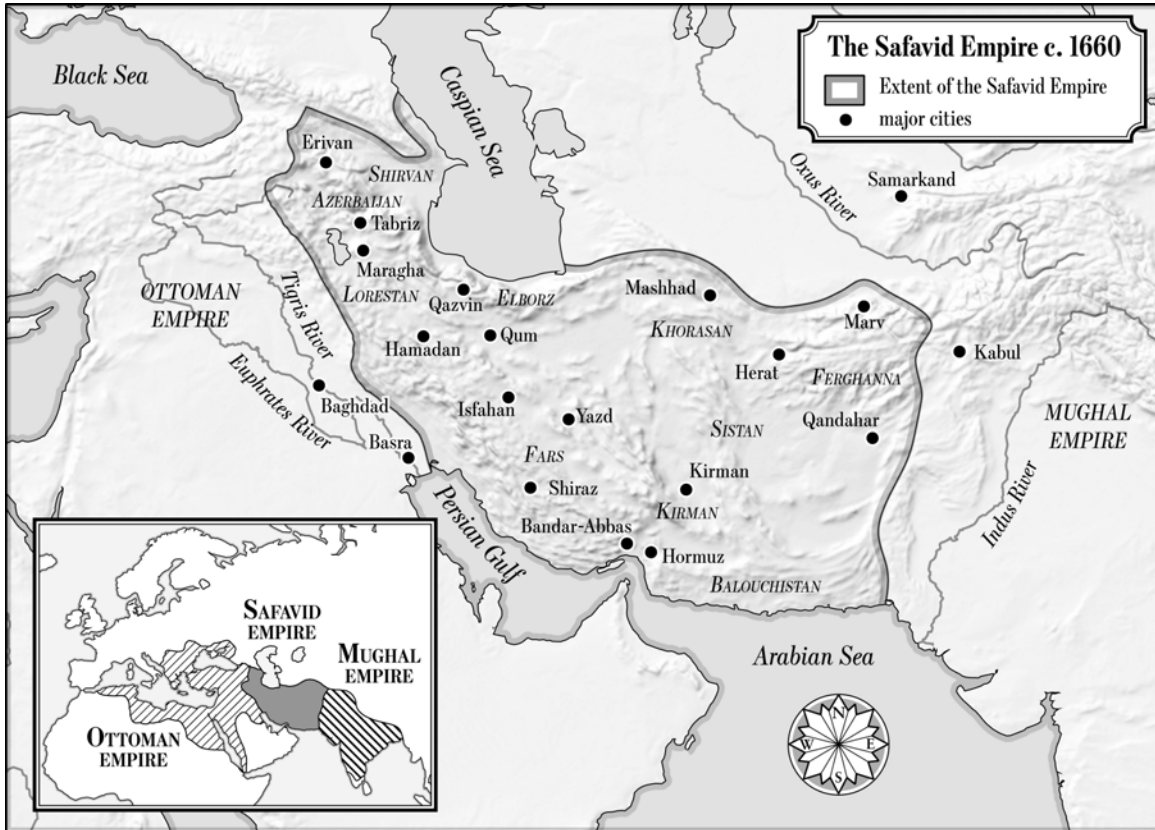 The Safavid Empire c. 1660
Extent of the Safavid Empire
major cities
Black Sea
Caspian Sea
Oxus River
Samarkand
Erivan
SHIRVAN
AZERBAIJAN
Tabriz
Maragha
LORESTAN
Qazvin
ELBORZ
Mashhad
KHORASAN
Marv
OTTOMAN
EMPIRE
Tiqris River
Hamadan
Qum
Herat
FERGHANNA
Kabul
Euphrates River
Baghdad
Isfahan
Yazd
SISTAN
Qandahar
MUGHAL
EMPIRE
Basra
FARS
Shiraz
Kirman
KIRMAN
Indus River
Persian Gulf
Bandar-Abbas
Hormuz
BALOUCHISTAN
Arabian Sea
N
W
E
S
SAFAVID
EMPIRE
MUGHAL
EMPIRE
OTTOMAN
EMPIRE